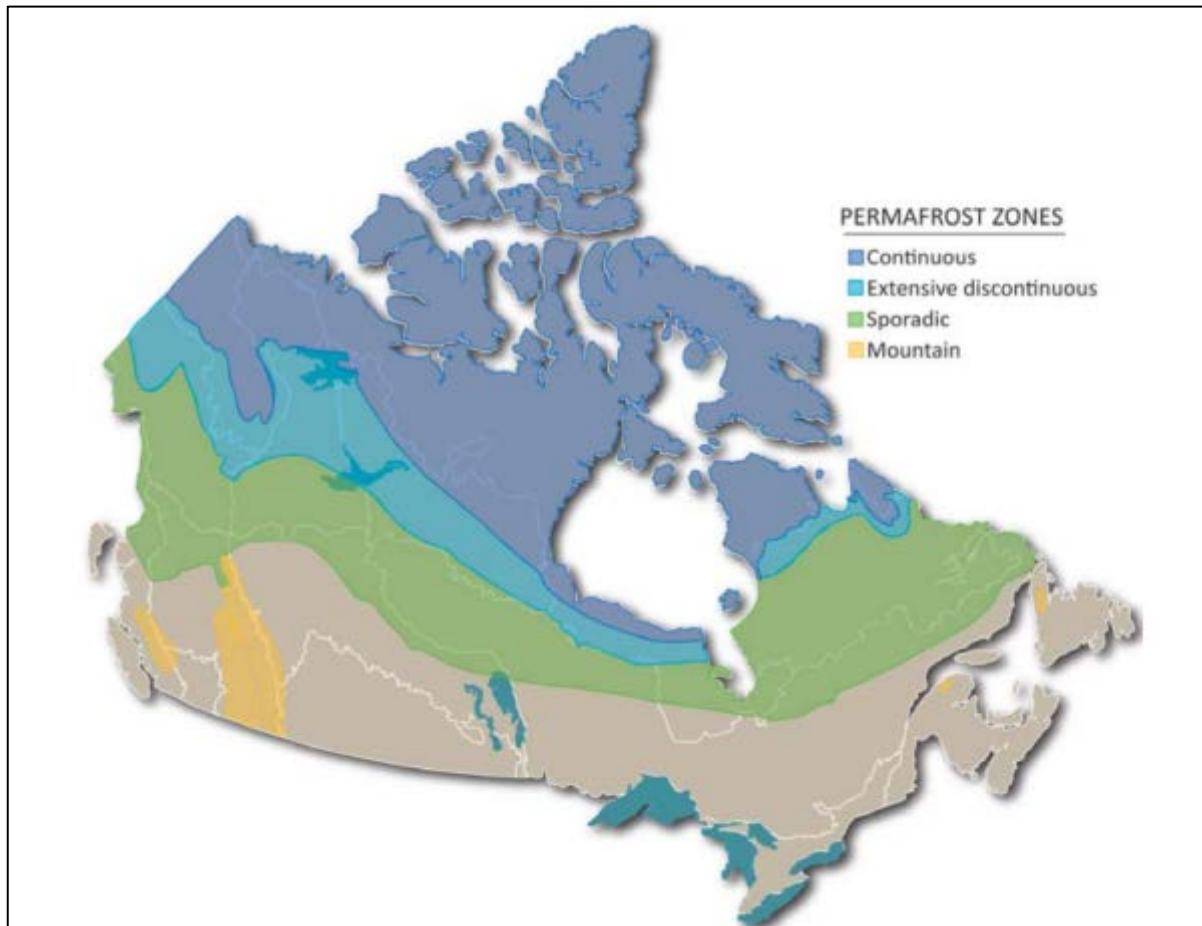 PERMAFROST ZONES
Continuous
Extensive discontinuous
Sporadic
Mountain